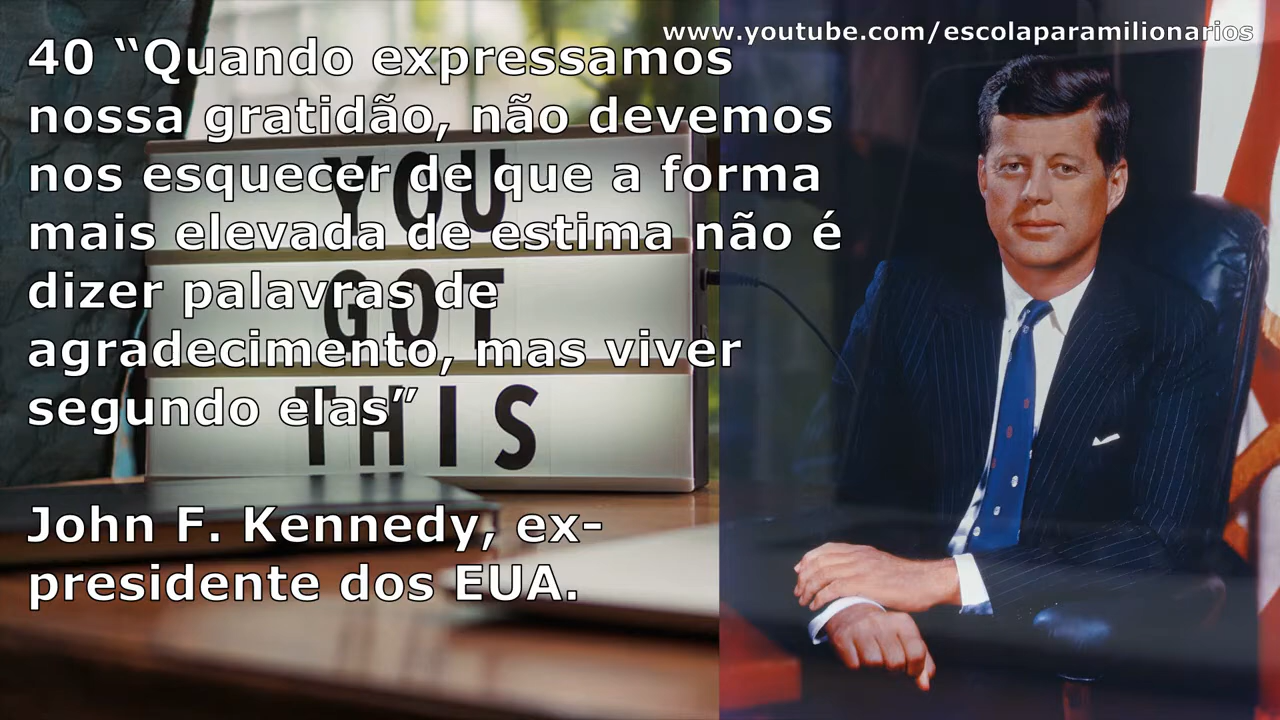 www.youtube.com/escolaparamilionarios
40 “Quando expressamos
nossa gratidão, não devemos
nos esquecer de que a forma
mais elevada de estima não é
dizer palavras de
agradecimento, mas viver
segundo elas”
John F. Kennedy, ex-
presidente dos EUA.
YOU
GOT
THIS